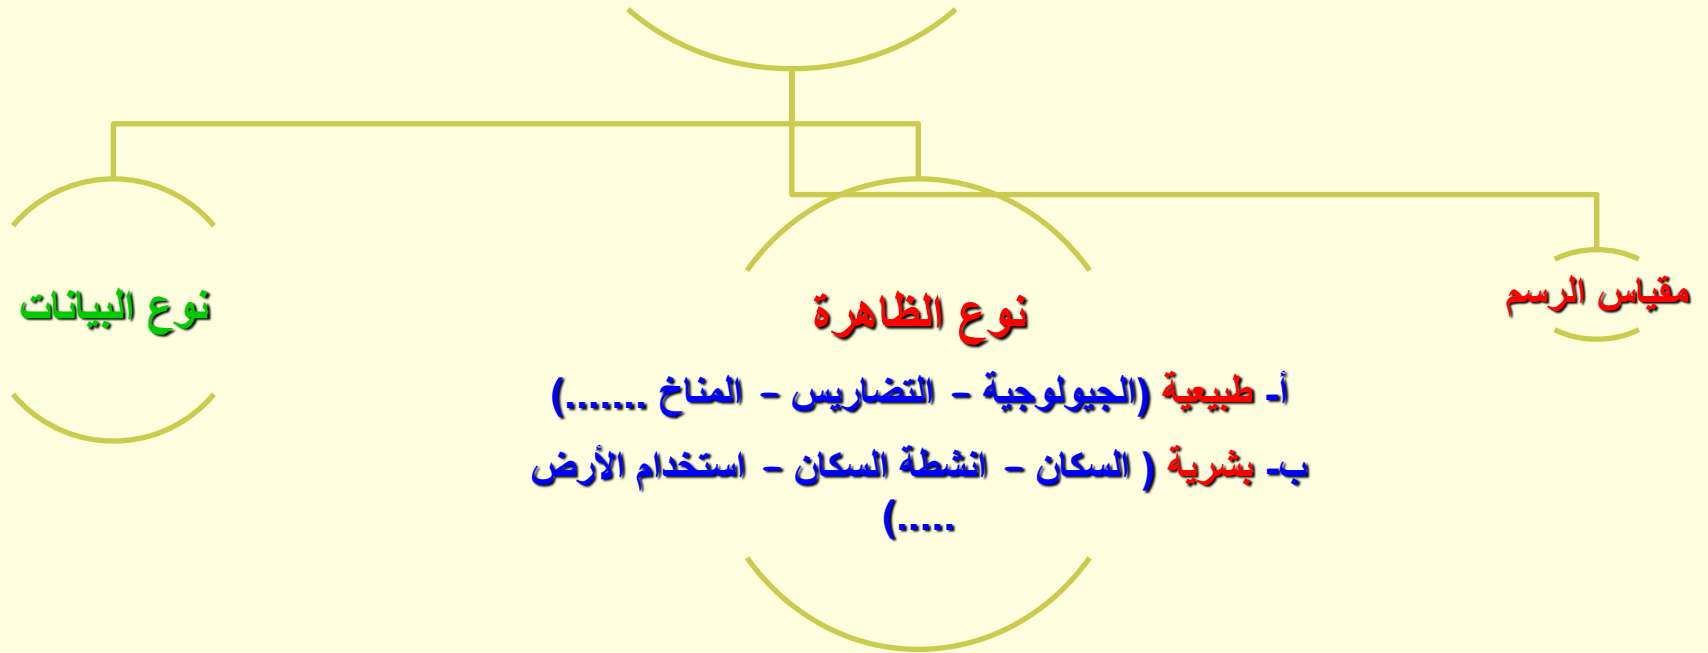 مقياس الرسم
نوع الظاهرة
أ- طبيعية (الجيولوجية – التضاريس – المناخ .......)
ب- بشرية ( السكان – انشطة السكان – استخدام الأرض
.....)
نوع البيانات